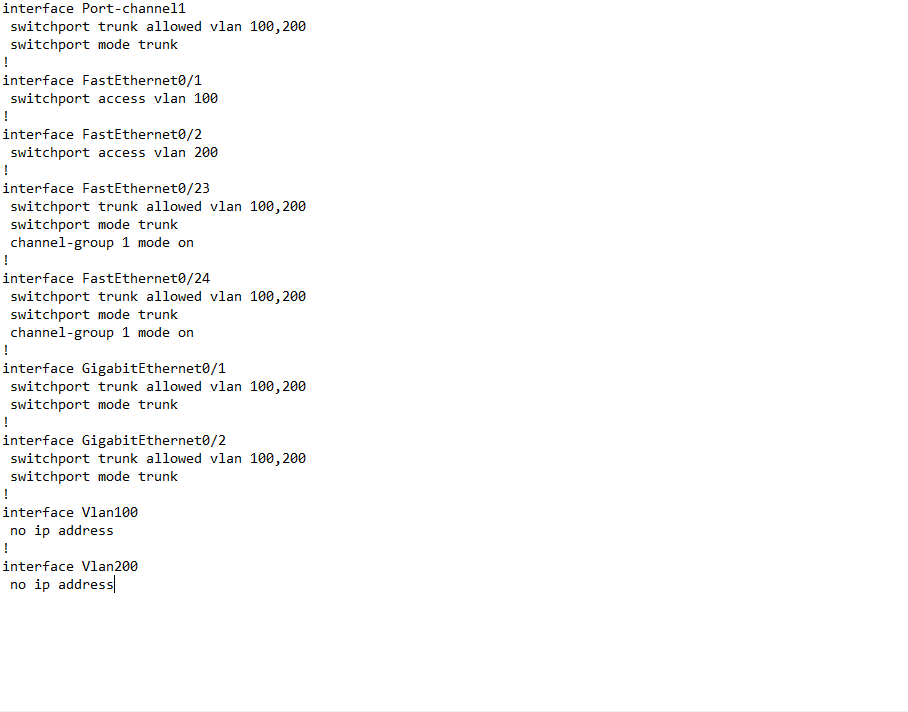 interface Port-channel1
 switchport trunk allowed vlan 100,200
 switchport mode trunk
!
interface FastEthernet0/1
 switchport access vlan 100
!
interface FastEthernet0/2
 switchport access vlan 200
!
interface FastEthernet0/23
 switchport trunk allowed vlan 100,200
 switchport mode trunk
 channel-group 1 mode on
!
interface FastEthernet0/24
 switchport trunk allowed vlan 100,200
 switchport mode trunk
 channel-group 1 mode on
!
interface GigabitEthernet0/1
 switchport trunk allowed vlan 100,200
 switchport mode trunk
!
interface GigabitEthernet0/2
 switchport trunk allowed vlan 100,200
 switchport mode trunk
!
interface Vlan100
 no ip address
!
interface Vlan200
 no ip address